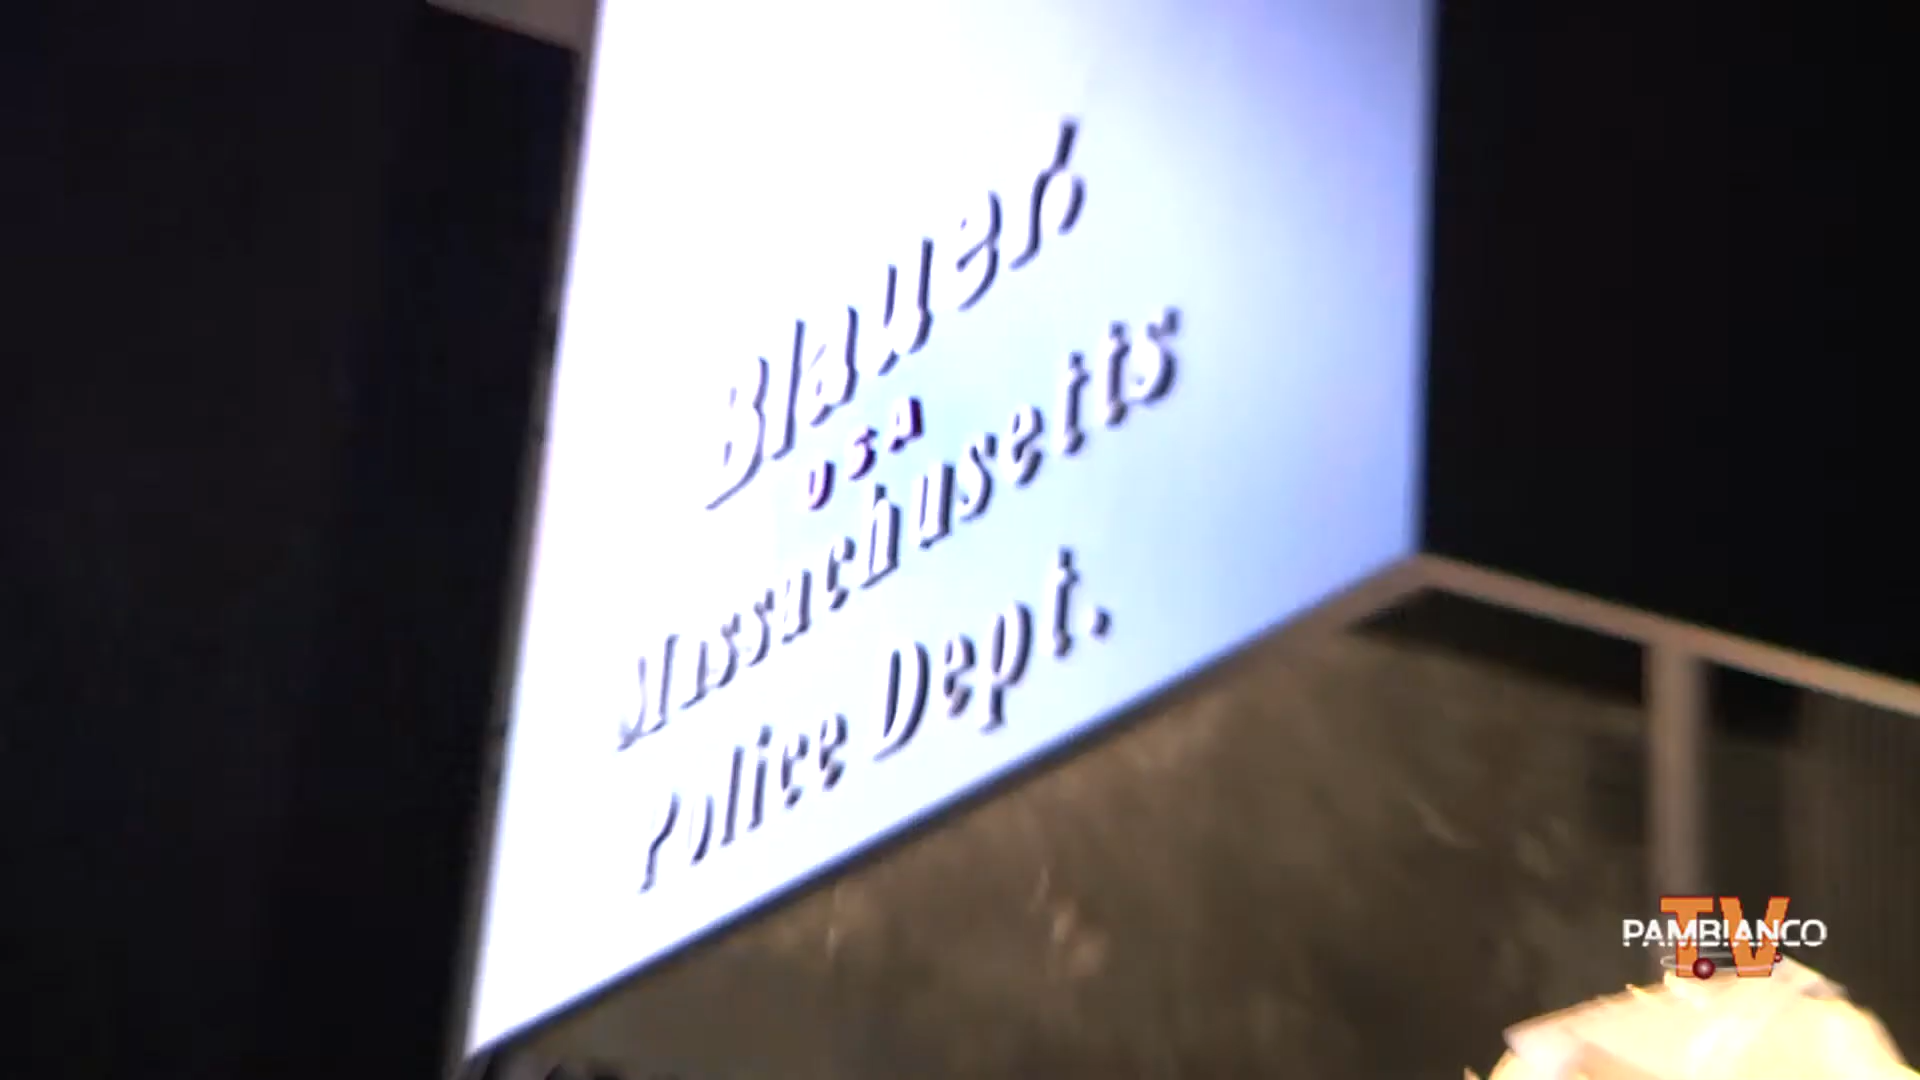 Blauer
USA
Massachusetts
Police Dept.
PAMBIANCO
TV